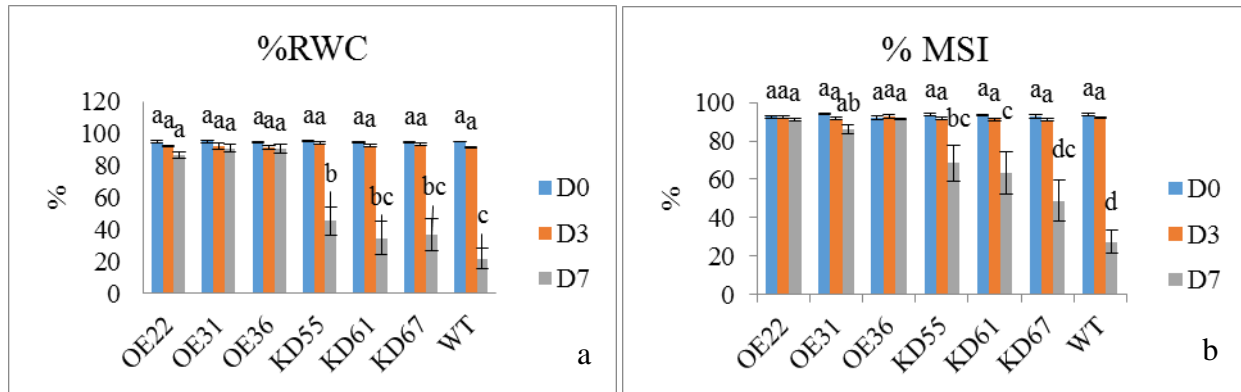 %RWC
120
100
80
60
40
20
0
%
a a a a a a a a a a a a a a a a a
b bc bc c
OE22 OE31 OE36 KD55 KD61 KD67 WT
D0
D3
D7
a
% MSI
100
80
60
40
20
0
%
a a a a a ab a a a a a a a a a a a
bc c dc d
OE22 OE31 OE36 KD55 KD61 KD67 WT
D0
D3
D7
b